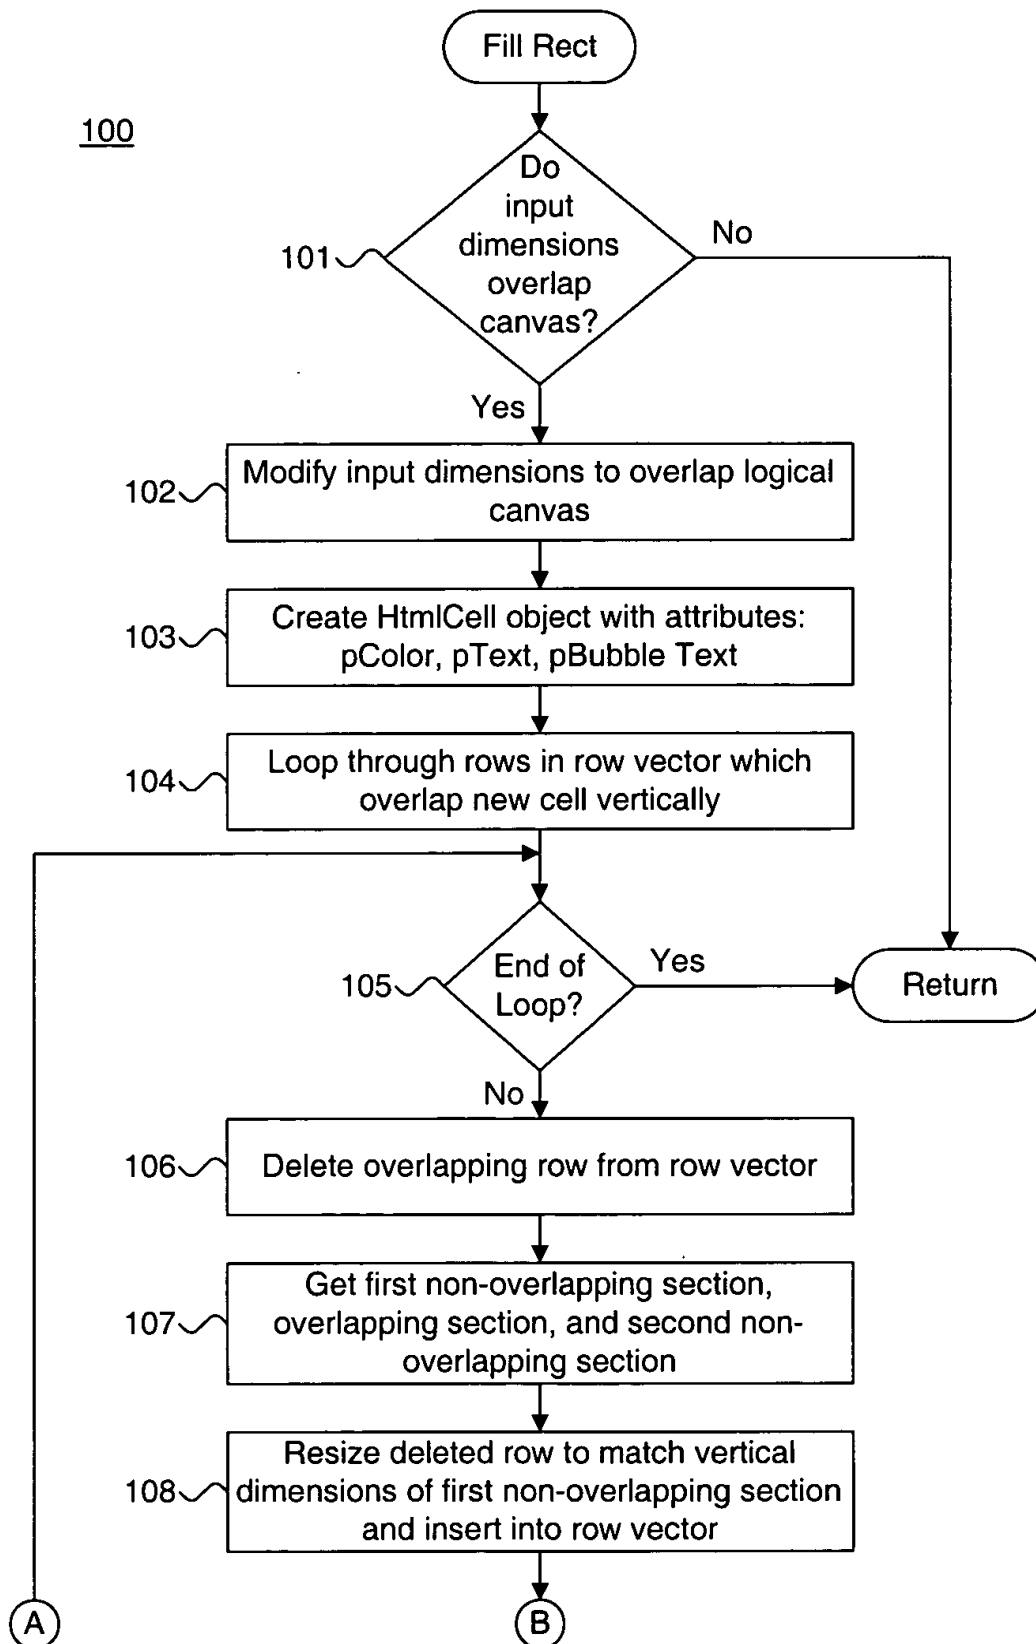 Fill Rect
100
Do
input
dimensions
overlap
canvas?
101
No
Yes
Modify input dimensions to overlap logical
canvas
102
Create HtmlCell object with attributes:
pColor, pText, pBubble Text
103
Loop through rows in row vector which
overlap new cell vertically
104
End of
Loop?
105
Yes
Return
No
106
Delete overlapping row from row vector
Get first non-overlapping section,
overlapping section, and second non-
overlapping section
107
Resize deleted row to match vertical
dimensions of first non-overlapping section
and insert into row vector
108
A
B